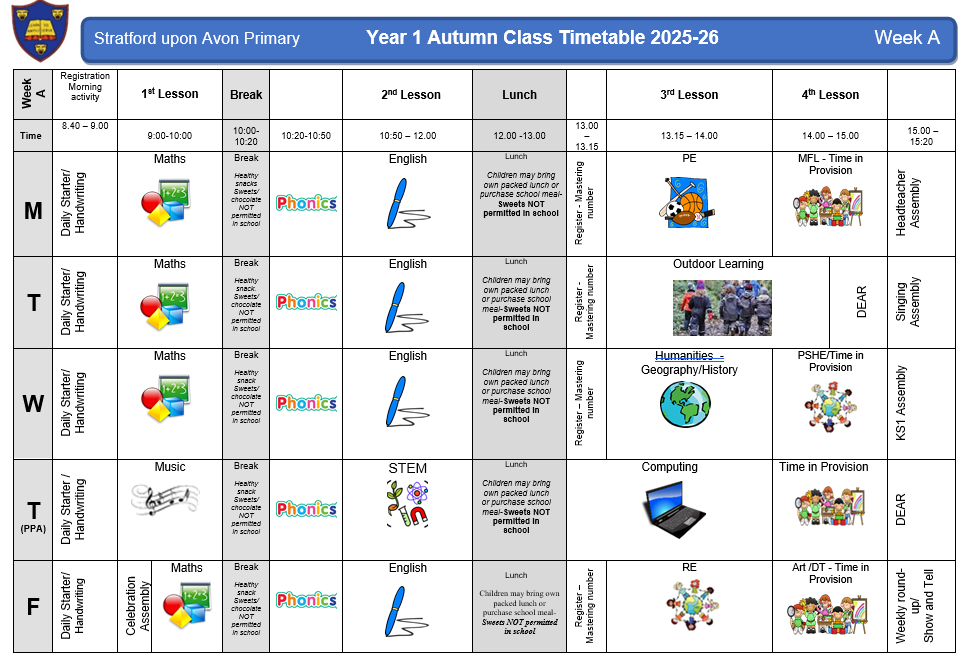 Stratford upon Avon Primary
Year 1 Autumn Class Timetable 2025-26
Week A
Week
A
Registration
Morning
activity
1st Lesson
Break
2nd Lesson
Lunch
3rd Lesson
4th Lesson
Time
8.40 – 9.00
9:00-10:00
10:00-
10:20
10:20-10:50
10:50 – 12.00
12.00 -13.00
13.00
–
13.15
13.15 – 14.00
14.00 – 15.00
15.00 –
15:20
M
Daily Starter/
Handwriting
Maths
Break
Healthy
snacks
Sweets/
chocolate
NOT
permitted
in school
Phonics
English
Lunch
Children may bring
own packed lunch or
purchase school meal-
Sweets NOT
permitted in school
Register - Mastering
number
PE
MFL - Time in
Provision
Headteacher
Assembly
T
Daily Starter/
Handwriting
Maths
Break
Healthy
snack
Sweets/
chocolate
NOT
permitted
in school
Phonics
English
Lunch
Children may bring
own packed lunch
or purchase school
meal-Sweets NOT
permitted in
school
Register -
Mastering number
Outdoor Learning
DEAR
Singing
Assembly
W
Daily Starter/
Handwriting
Maths
Break
Healthy
snack
Sweets/
chocolate
NOT
permitted
in school
Phonics
English
Lunch
Children may bring
own packed lunch
or purchase school
meal-Sweets NOT
permitted in
school
Register – Mastering
number
Humanities -
Geography/History
PSHE/Time in
Provision
KS1 Assembly
T
(PPA)
Daily Starter /
Handwriting
Music
Break
Healthy
snack
Sweets/
chocolate
NOT
permitted
in school
Phonics
STEM
Lunch
Children may bring
own packed lunch
or purchase school
meal-Sweets NOT
permitted in
school
Computing
Time in Provision
DEAR
F
Daily Starter/
Handwriting
Celebration
Assembly
Maths
Break
Healthy
snack
Sweets/
chocolate
NOT
permitted
in school
Phonics
English
Lunch
Children may bring own
packed lunch or
purchase school meal-
Sweets NOT permitted
in school
Register –
Mastering number
RE
Art /DT - Time in
Provision
Weekly round-
up/
Show and Tell